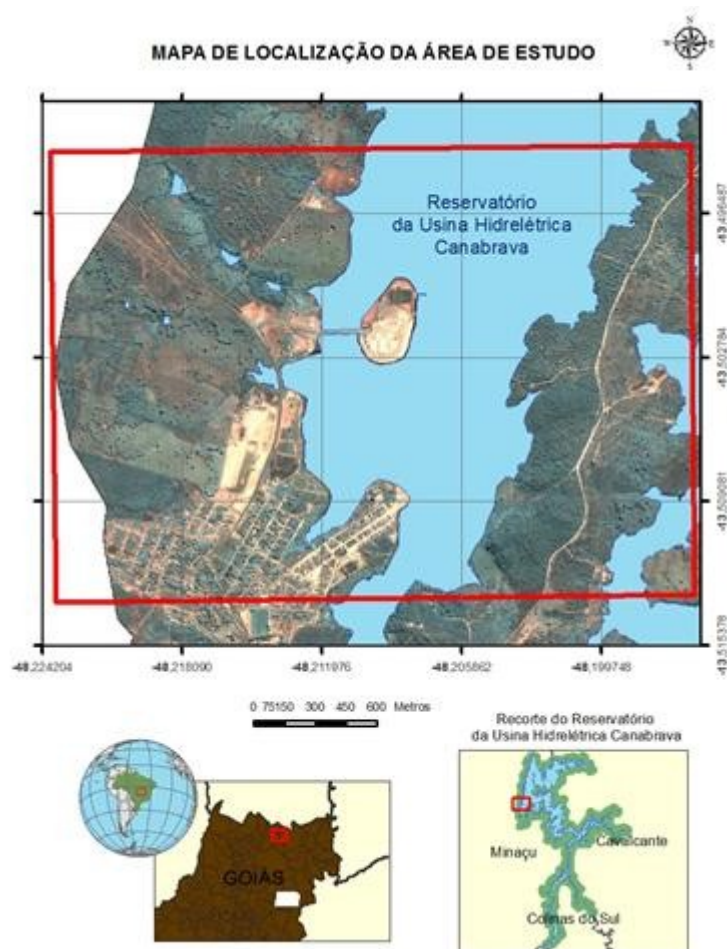 MAPA DE LOCALIZAÇÃO DA ÁREA DE ESTUDO
N
E
S
Reservatório
da Usina Hidrelétrica
Canabrava
-13,496487
-13,502784
-13,515378
-48,224204
-48,218090
-48,211976
-48,205862
-48,199748
0 75150 300 450 600 Metros
Recorte do Reservatório
da Usina Hidrelétrica Canabrava
GOIÁS
Minaçu
Cavalcante
Colinas do Sul